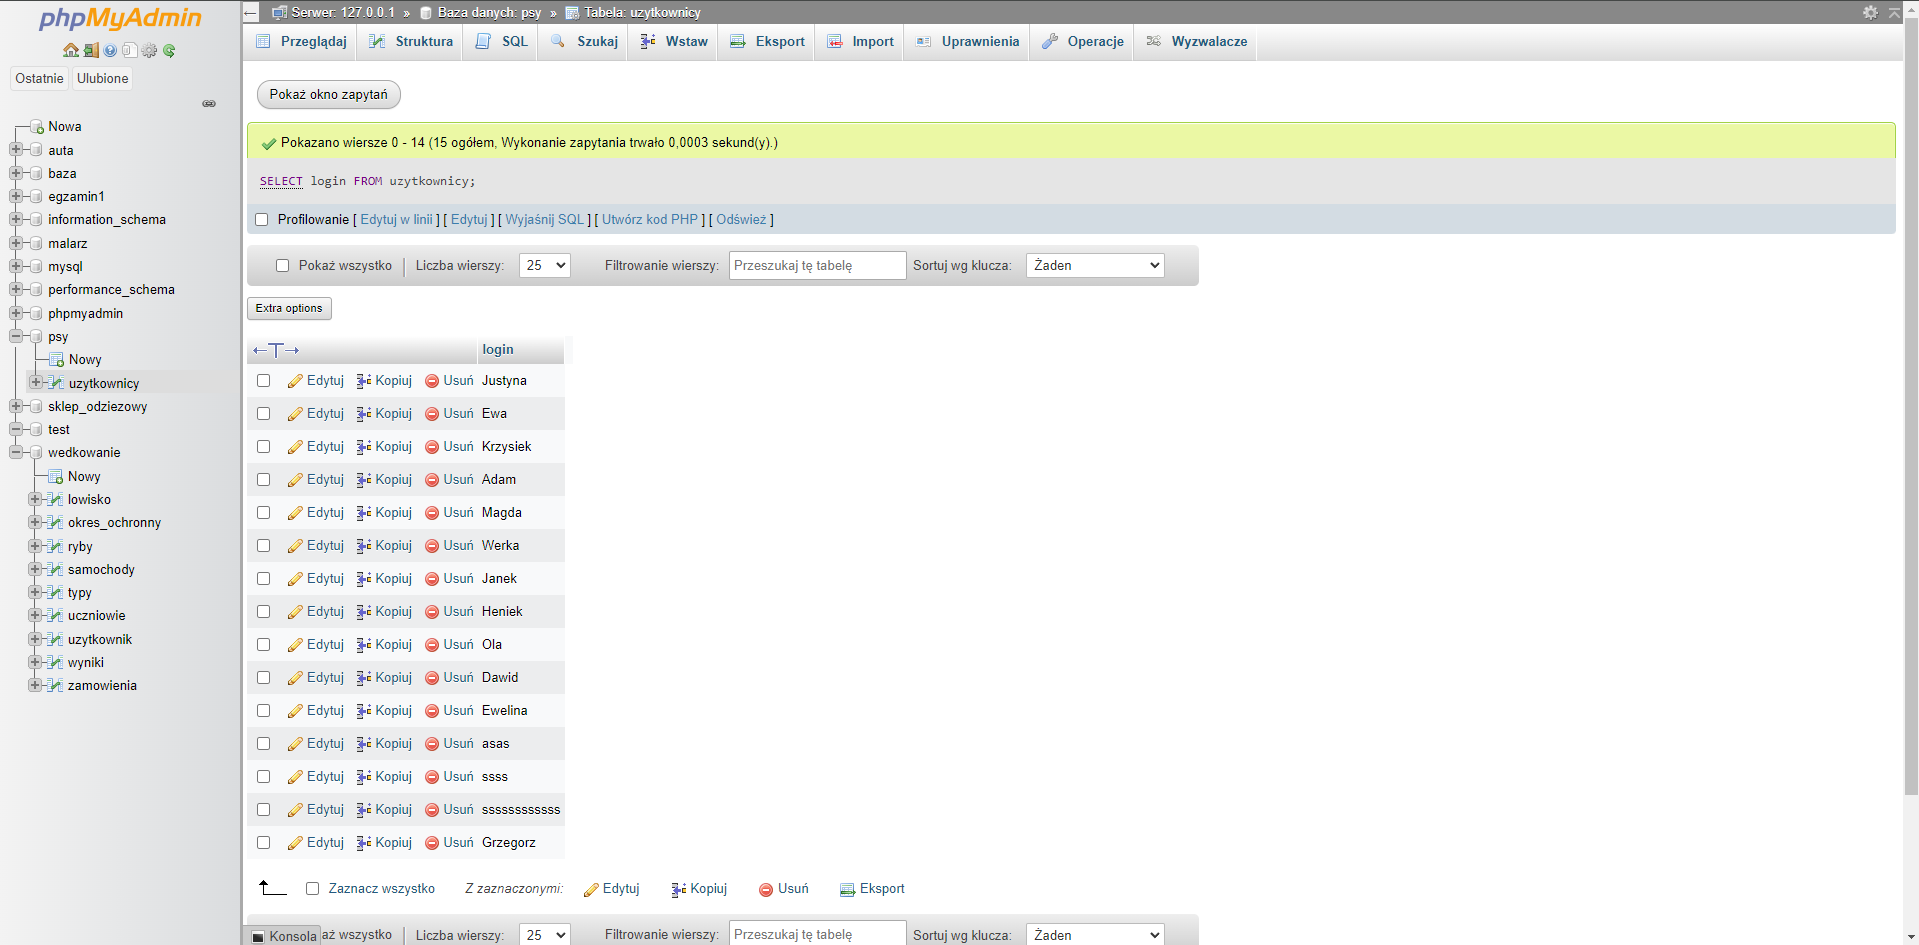 phpMyAdmin
Ostatnie Ulubione
Nowa
auta
baza
egzamin1
information_schema
malarz
mysql
performance_schema
phpmyadmin
psy
Nowy
uzytkownicy
sklep_odziezowy
test
wedkowanie
Nowy
lowisko
okres_ochronny
ryby
samochody
typy
uczniowie
uzytkownik
wyniki
zamowienia
Serwer: 127.0.0.1 » Baza danych: psy » Tabela: uzytkownicy
Przeglądaj Struktura SQL Szukaj Wstaw Eksport Import Uprawnienia Operacje Wyzwalacze
Pokaż okno zapytań
Pokazano wiersze 0 - 14 (15 ogółem, Wykonanie zapytania trwało 0,0003 sekund(y).)
SELECT login FROM uzytkownicy;
Profilowanie [ Edytuj w linii ] [ Edytuj ] [ Wyjaśnij SQL ] [ Utwórz kod PHP ] [ Odśwież ]
Pokaż wszystko Liczba wierszy: 25 Filtrowanie wierszy: Przeszukaj tę tabelę Sortuj wg klucza: Żaden
Extra options
login
Edytuj Kopiuj Usuń Justyna
Edytuj Kopiuj Usuń Ewa
Edytuj Kopiuj Usuń Krzysiek
Edytuj Kopiuj Usuń Adam
Edytuj Kopiuj Usuń Magda
Edytuj Kopiuj Usuń Werka
Edytuj Kopiuj Usuń Janek
Edytuj Kopiuj Usuń Heniek
Edytuj Kopiuj Usuń Ola
Edytuj Kopiuj Usuń Dawid
Edytuj Kopiuj Usuń Ewelina
Edytuj Kopiuj Usuń asas
Edytuj Kopiuj Usuń ssss
Edytuj Kopiuj Usuń ssssssssssss
Edytuj Kopiuj Usuń Grzegorz
Zaznacz wszystko Z zaznaczonymi: Edytuj Kopiuj Usuń Eksport
Konsola aż wszystko Liczba wierszy: 25 Filtrowanie wierszy: Przeszukaj tę tabelę Sortuj wg klucza: Żaden